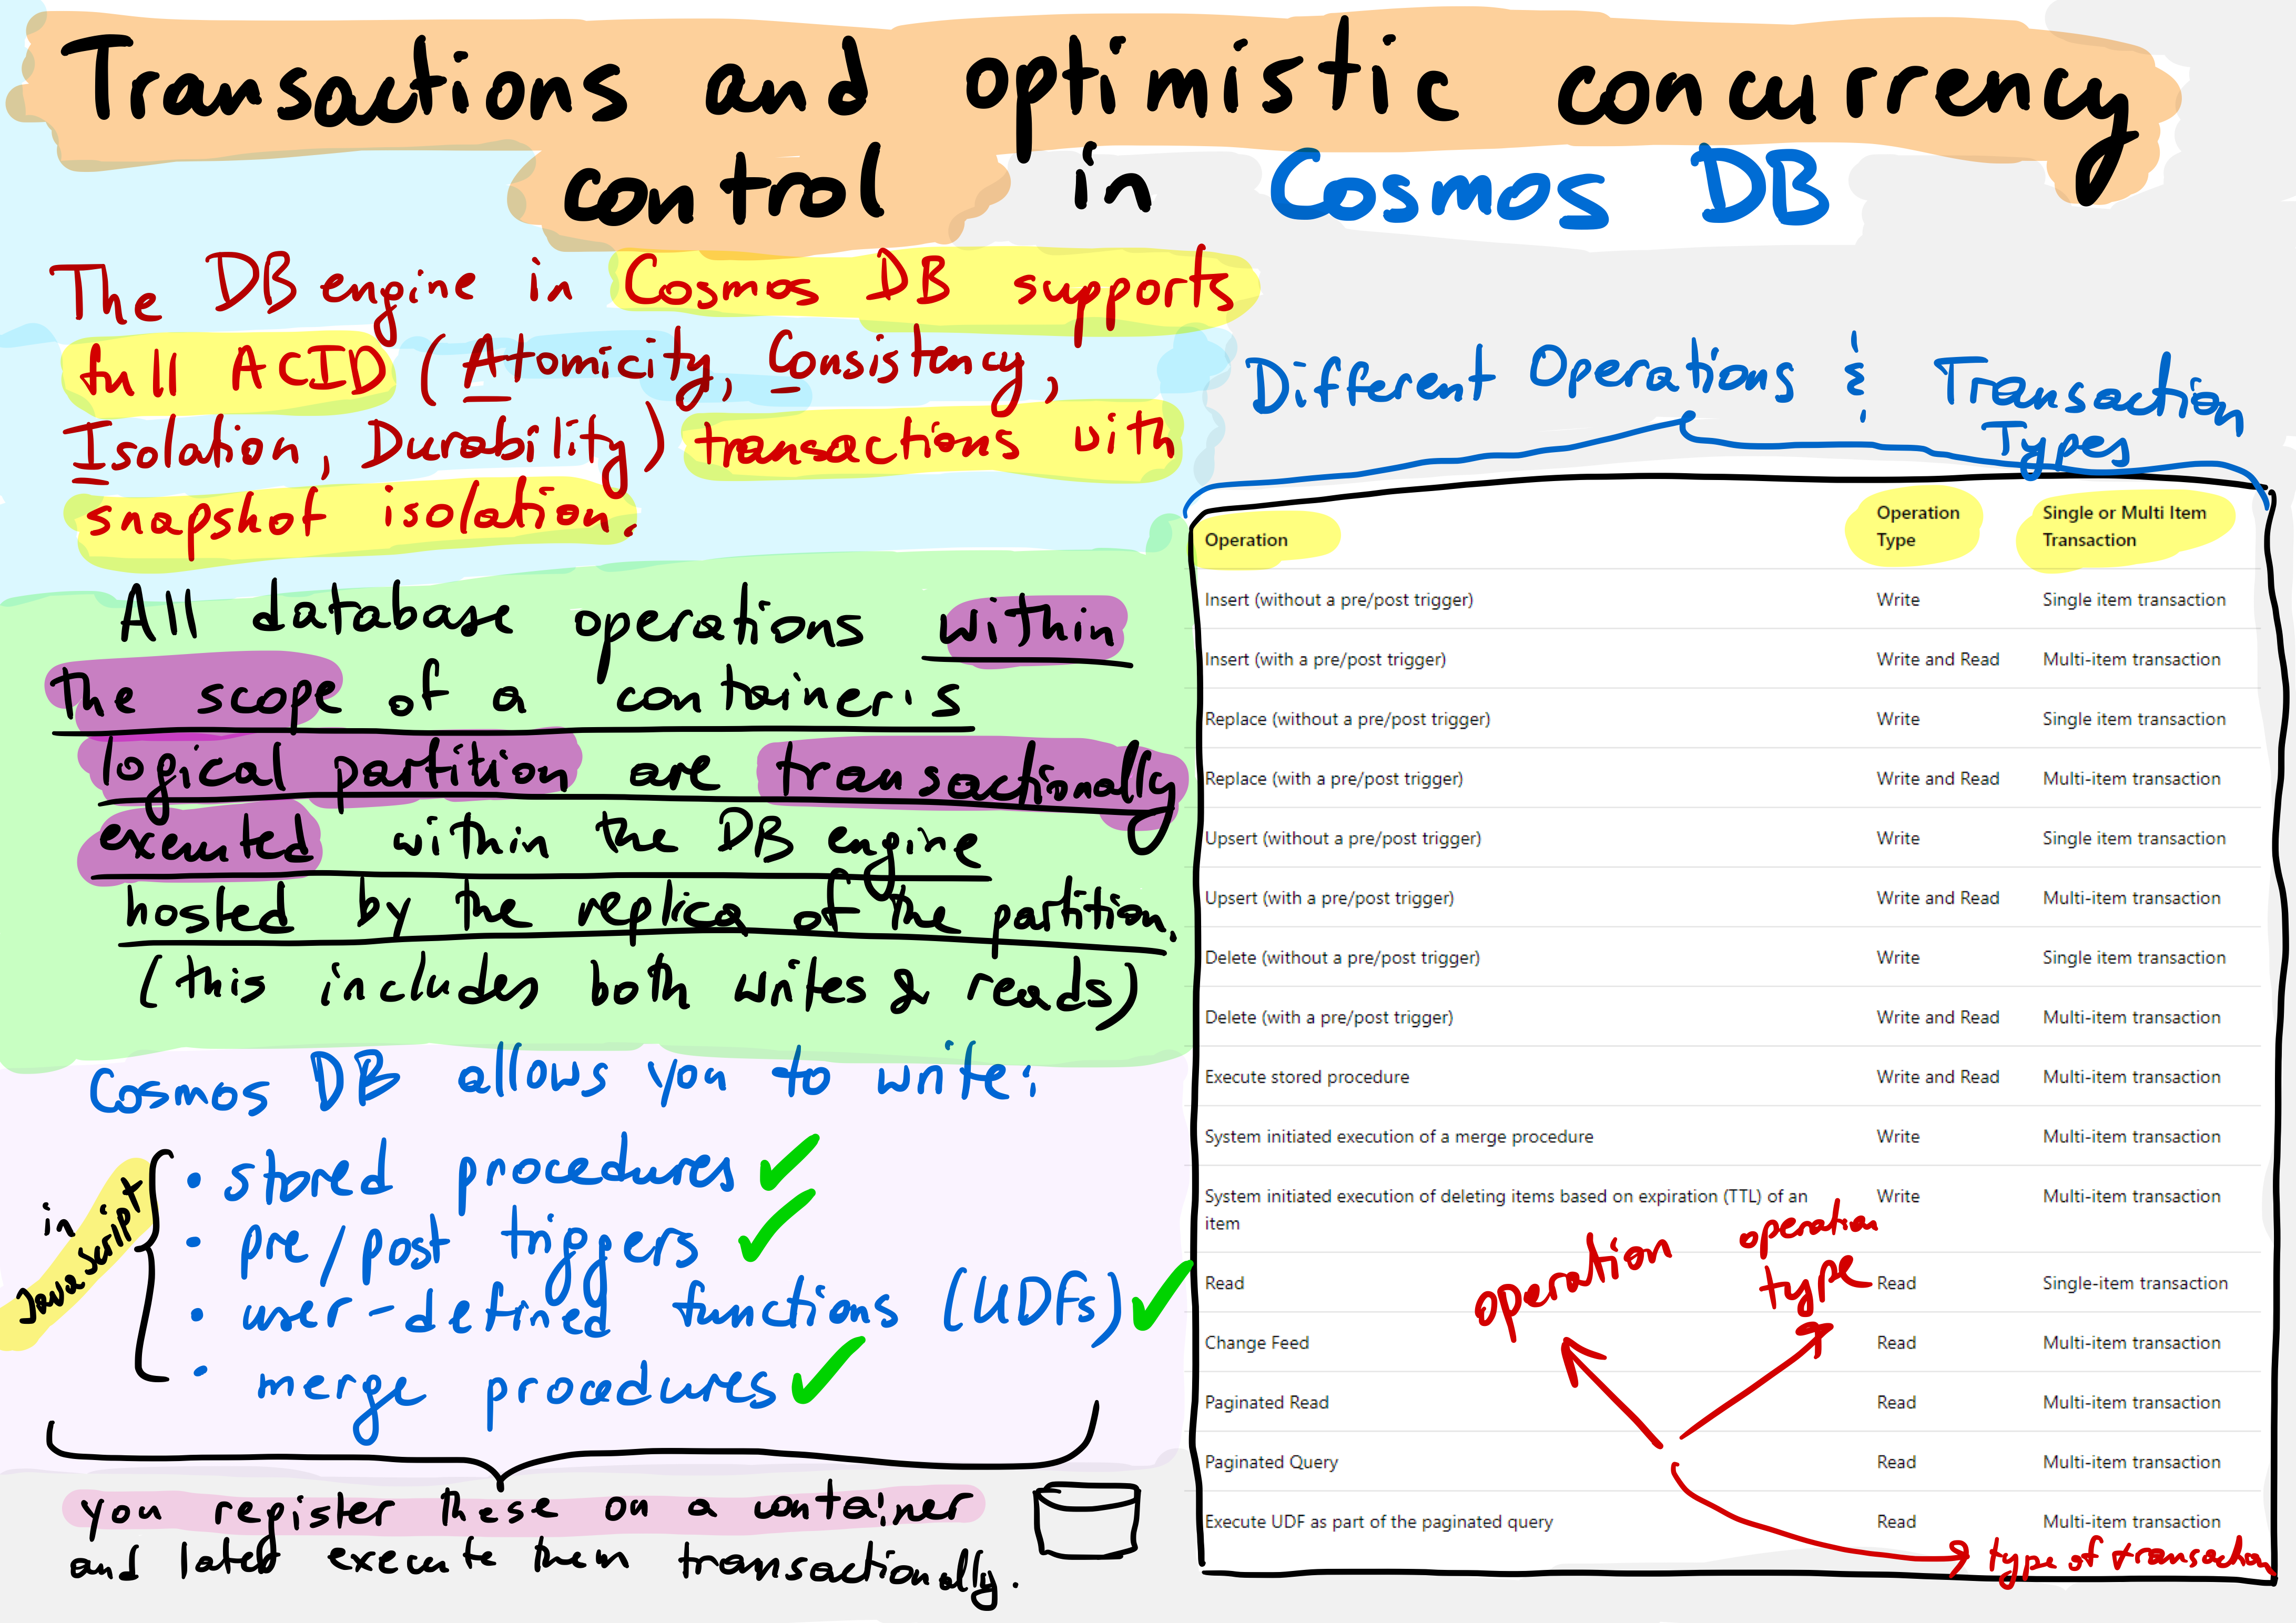 Transactions and optimistic concurrency
control in Cosmos DB
The DB engine in Cosmos DB supports
full ACID (Atomicity, Consistency,
Isolation, Durability) transactions with
snapshot isolation.
All database operations within
the scope of a container's
logical partition are transactionally
executed within the DB engine
hosted by the replica of the partition.
(this includes both writes & reads)
Cosmos DB allows you to write:
in
JavaScript
• stored procedures ✓
• pre/post triggers ✓
• user-defined functions (UDFs) ✓
• merge procedures ✓
you register these on a container
and later execute them transactionally.
Different Operations & Transaction
Types
Operation Operation Type Single or Multi Item Transaction
Insert (without a pre/post trigger) Write Single item transaction
Insert (with a pre/post trigger) Write and Read Multi-item transaction
Replace (without a pre/post trigger) Write Single item transaction
Replace (with a pre/post trigger) Write and Read Multi-item transaction
Upsert (without a pre/post trigger) Write Single item transaction
Upsert (with a pre/post trigger) Write and Read Multi-item transaction
Delete (without a pre/post trigger) Write Single item transaction
Delete (with a pre/post trigger) Write and Read Multi-item transaction
Execute stored procedure Write and Read Multi-item transaction
System initiated execution of a merge procedure Write Multi-item transaction
System initiated execution of deleting items based on expiration (TTL) of an Write Multi-item transaction
item
Read Read Single-item transaction
Change Feed Read Multi-item transaction
Paginated Read Read Multi-item transaction
Paginated Query Read Multi-item transaction
Execute UDF as part of the paginated query Read Multi-item transaction
operation
operation
type
type of transaction